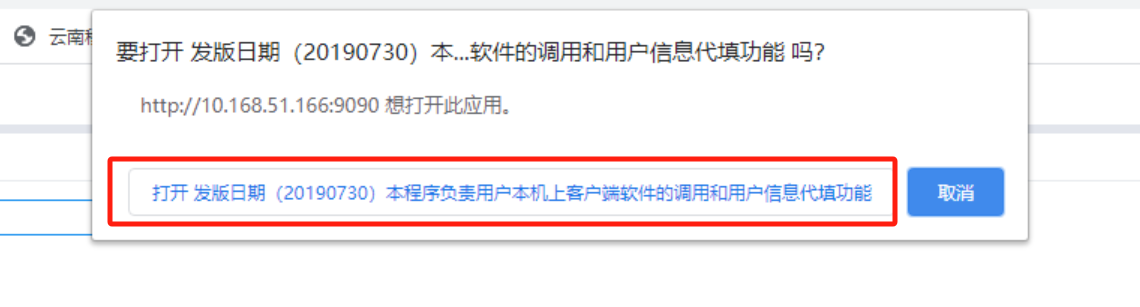 云南
要打开 发版日期（20190730）本...软件的调用和用户信息代填功能 吗?
http://10.168.51.166:9090 想打开此应用。
打开 发版日期（20190730）本程序负责用户本机上客户端软件的调用和用户信息代填功能
取消